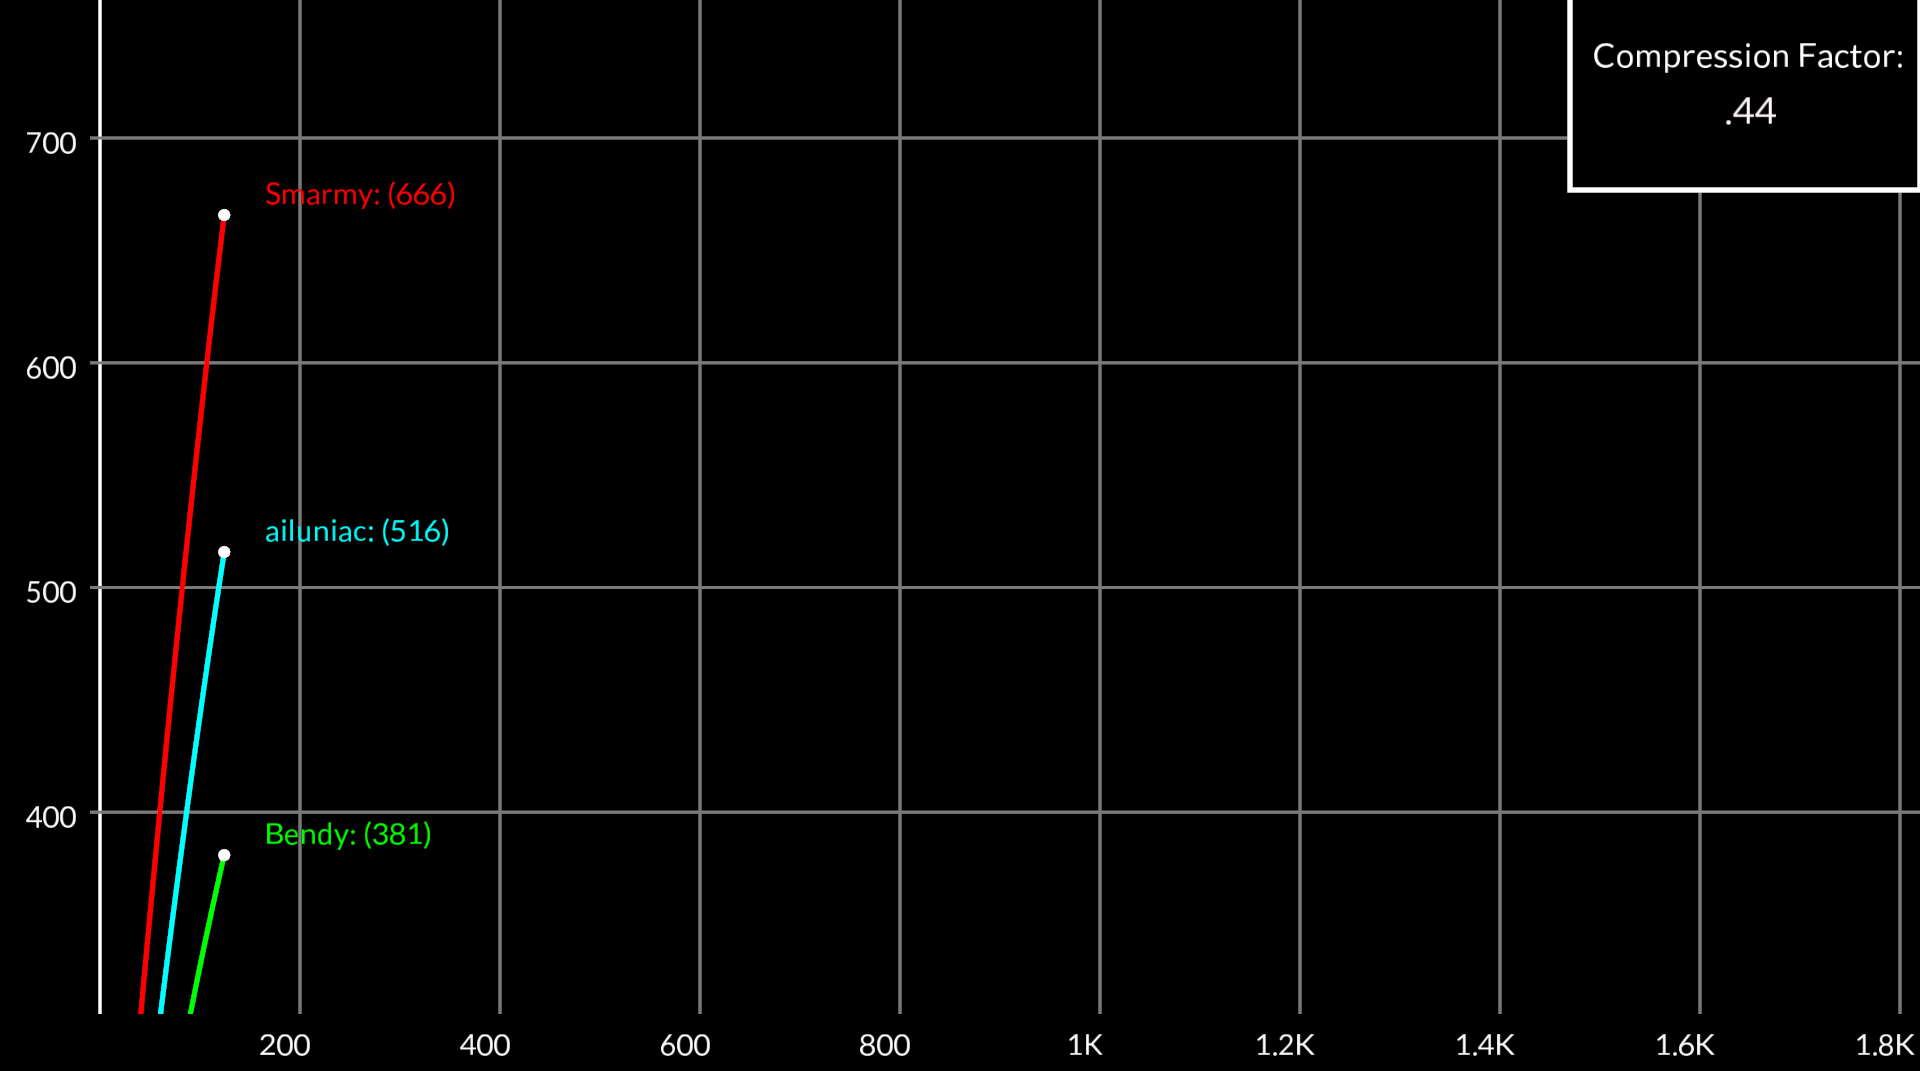 Compression Factor:
.44
700
Smarmy: (666)
600
ailuniac: (516)
500
400
Bendy: (381)
200 400 600 800 1K 1.2K 1.4K 1.6K 1.8K